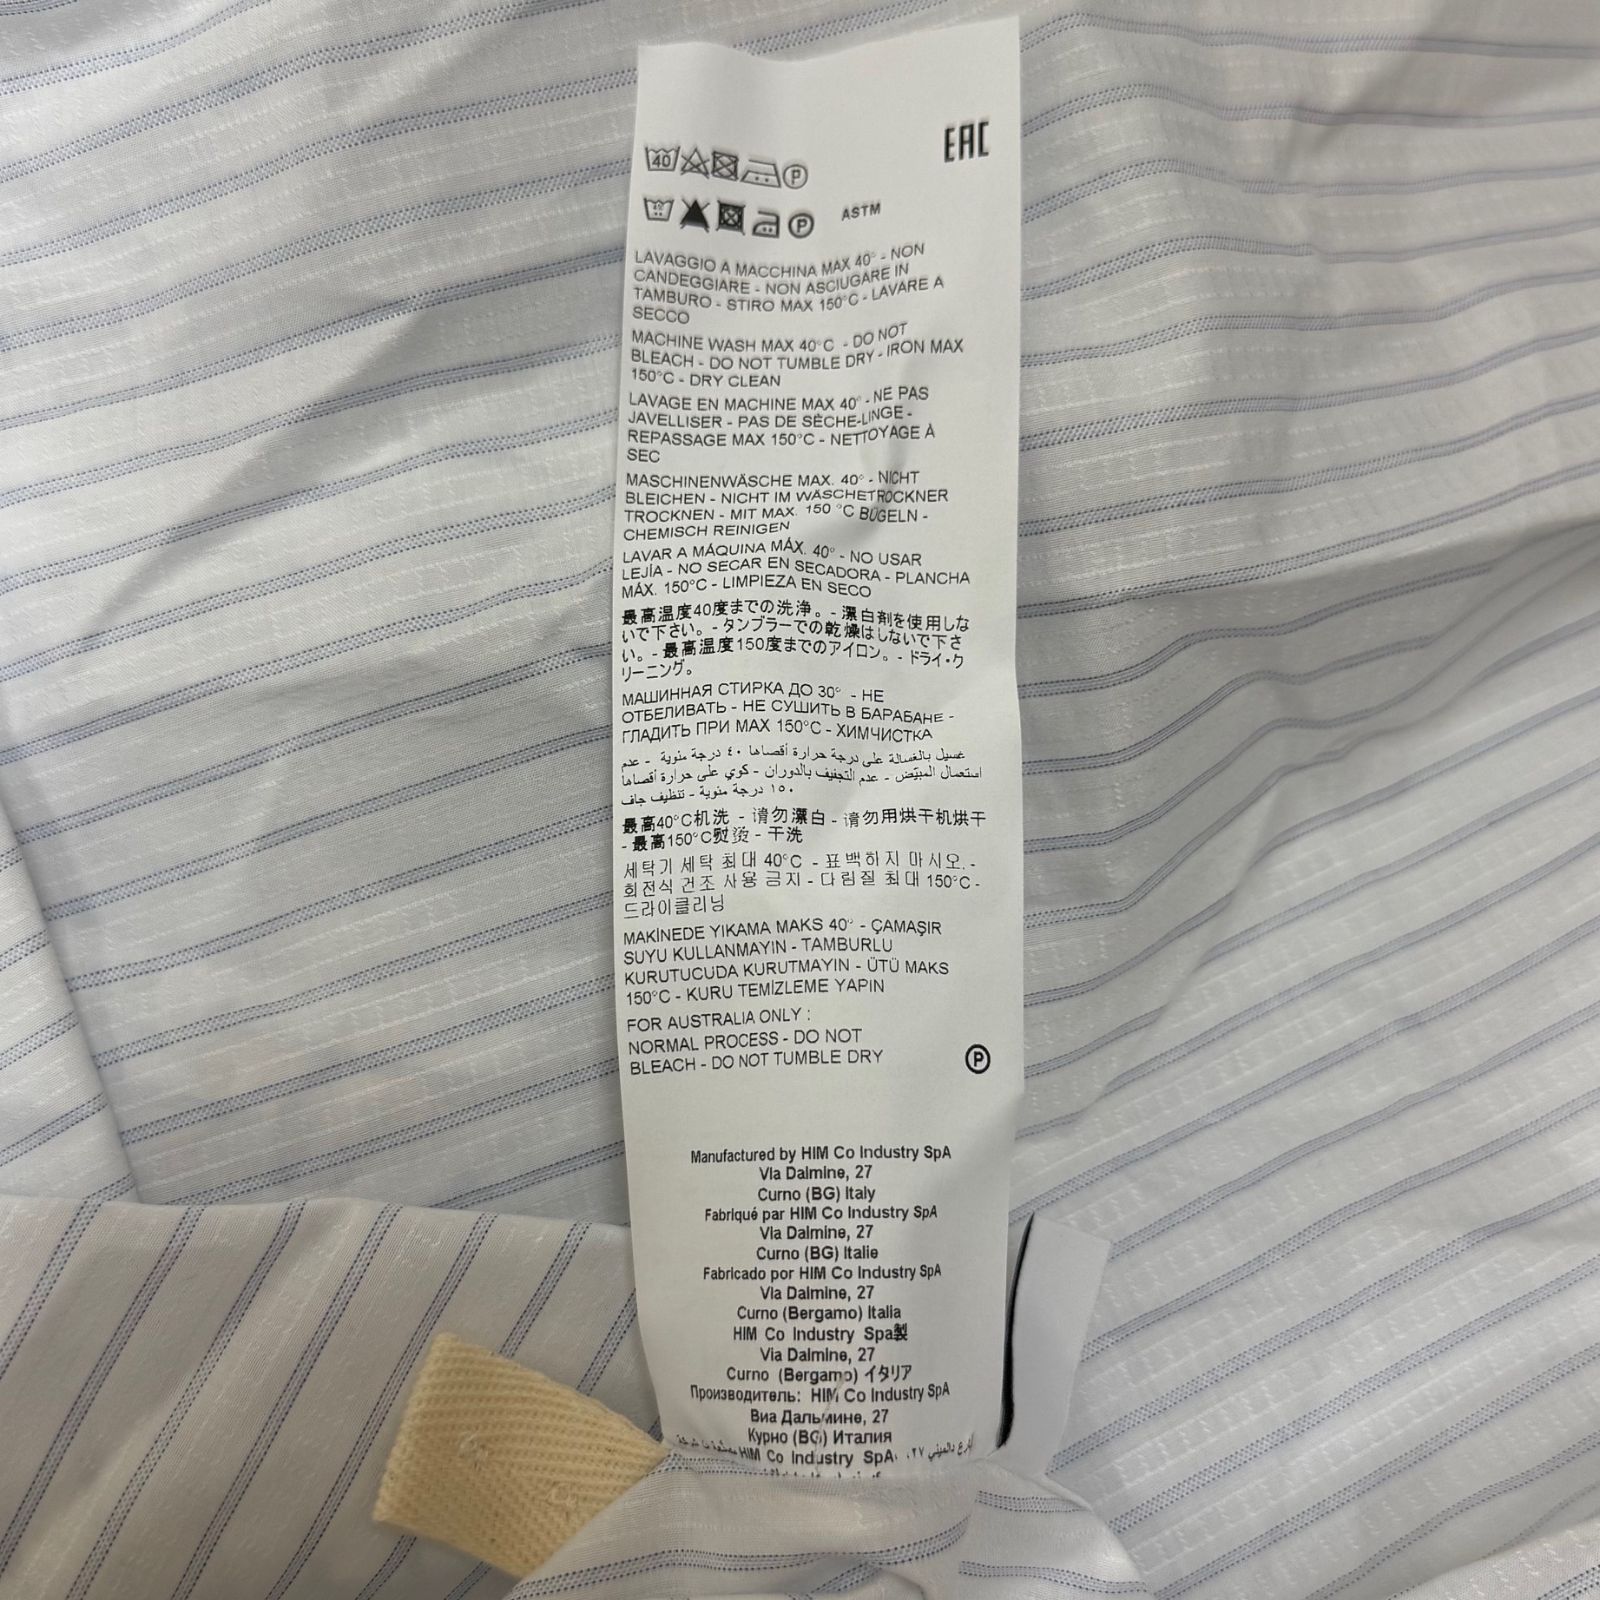 EAC
40 P
P ASTM
LAVAGGIO A MACCHINA MAX 40° - NON
CANDEGGIARE - NON ASCIUGARE IN
TAMBURO - STIRO MAX 150°C - LAVARE A
SECCO
MACHINE WASH MAX 40°C - DO NOT
BLEACH - DO NOT TUMBLE DRY - IRON MAX
150°C - DRY CLEAN
LAVAGE EN MACHINE MAX 40° - NE PAS
JAVELLISER - PAS DE SÈCHE-LINGE -
REPASSAGE MAX 150°C - NETTOYAGE À
SEC
MASCHINENWÄSCHE MAX. 40° - NICHT
BLEICHEN - NICHT IM WÄSCHETROCKNER
TROCKNEN - MIT MAX. 150 °C BÜGELN -
CHEMISCH REINIGEN
LAVAR A MÁQUINA MÁX. 40° - NO USAR
LEJÍA - NO SECAR EN SECADORA - PLANCHA
MÁX. 150°C - LIMPIEZA EN SECO
最高温度40度までの洗浄。- 漂白剤を使用しな
いで下さい。- タンブラーでの乾燥はしないで下さ
い。- 最高温度150度までのアイロン。- ドライ・ク
リーニング。
МАШИННАЯ СТИРКА ДО 30° - НЕ
ОТБЕЛИВАТЬ - НЕ СУШИТЬ В БАРАБАНЕ -
ГЛАДИТЬ ПРИ MAX 150°C - ХИМЧИСТКА
غسيل بالغسالة على درجة حرارة أقصاها ٤٠ درجة مئوية - عدم
استعمال المبيّض - عدم التجفيف بالدوران - كوي على حرارة أقصاها
١٥٠ درجة مئوية - تنظيف جاف
最高40°C机洗 - 请勿漂白 - 请勿用烘干机烘干
- 最高150°C熨烫 - 干洗
세탁기 세탁 최대 40°C - 표백하지 마시오. -
회전식 건조 사용 금지 - 다림질 최대 150°C -
드라이클리닝
MAKİNEDE YIKAMA MAKS 40° - ÇAMAŞIR
SUYU KULLANMAYIN - TAMBURLU
KURUTUCUDA KURUTMAYIN - ÜTÜ MAKS
150°C - KURU TEMİZLEME YAPIN
FOR AUSTRALIA ONLY :
NORMAL PROCESS - DO NOT
BLEACH - DO NOT TUMBLE DRY P
Manufactured by HIM Co Industry SpA
Via Dalmine, 27
Curno (BG) Italy
Fabriqué par HIM Co Industry SpA
Via Dalmine, 27
Curno (BG) Italie
Fabricado por HIM Co Industry SpA
Via Dalmine, 27
Curno (Bergamo) Italia
HIM Co Industry Spa製
Via Dalmine, 27
Curno (Bergamo) イタリア
Производитель: HIM Co Industry SpA
Виа Дальмине, 27
Курно (BG) Италия
HIM Co Industry SpA